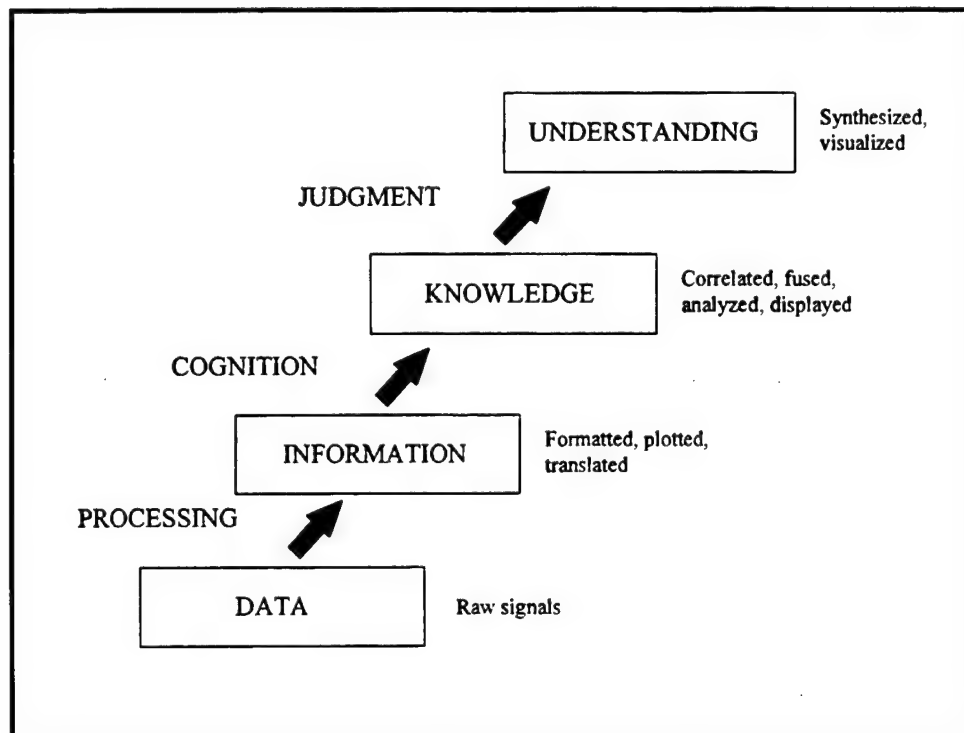 UNDERSTANDING
Synthesized,
visualized
JUDGMENT
KNOWLEDGE
Correlated, fused,
analyzed, displayed
COGNITION
INFORMATION
Formatted, plotted,
translated
PROCESSING
DATA
Raw signals